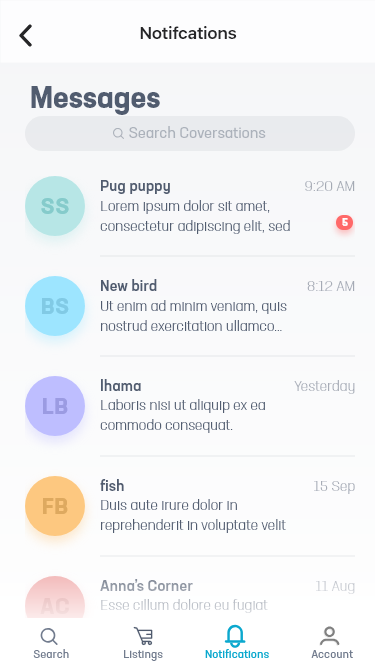 Notifcations
Messages
Search Coversations
SS
Pug puppy
9:20 AM
Lorem ipsum dolor sit amet,
consectetur adipiscing elit, sed
5
BS
New bird
8:12 AM
Ut enim ad minim veniam, quis
nostrud exercitation ullamco...
LB
lhama
Yesterday
Laboris nisi ut aliquip ex ea
commodo consequat.
FB
fish
15 Sep
Duis aute irure dolor in
reprehenderit in voluptate velit
AC
Anna's Corner
11 Aug
Esse cillum dolore eu fugiat
Search
Listings
Notifications
Account